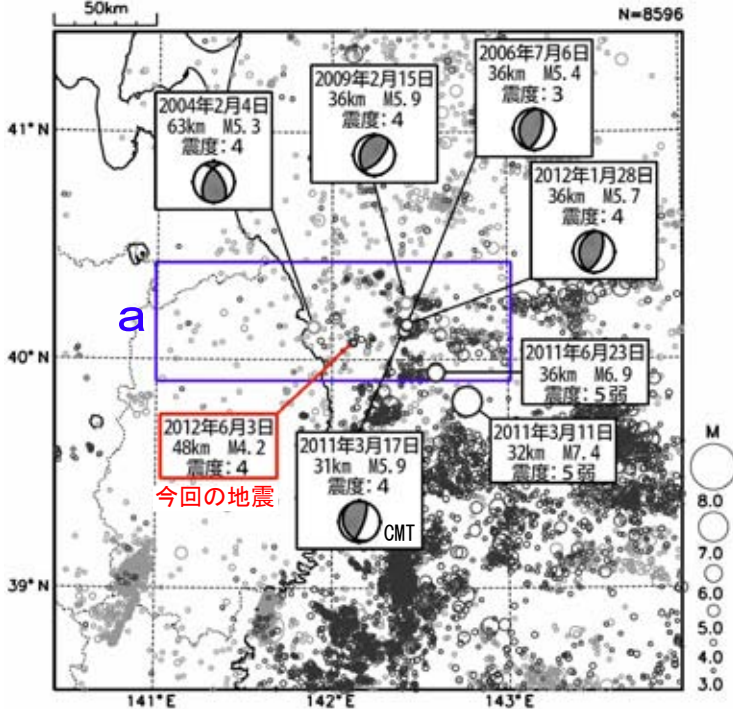 50km
N=8596
2006年7月6日
36km M5.4
震度:3
2009年2月15日
36km M5.9
震度:4
2004年2月4日
63km M5.3
震度:4
41°N
2012年1月28日
36km M5.7
震度:4
a
40°N
2011年6月23日
36km M6.9
震度:5弱
2012年6月3日
48km M4.2
震度:4
今回の地震
2011年3月17日
31km M5.9
震度:4
CMT
2011年3月11日
32km M7.4
震度:5弱
M
8.0
7.0
6.0
5.0
4.0
3.0
39°N
141°E
142°E
143°E